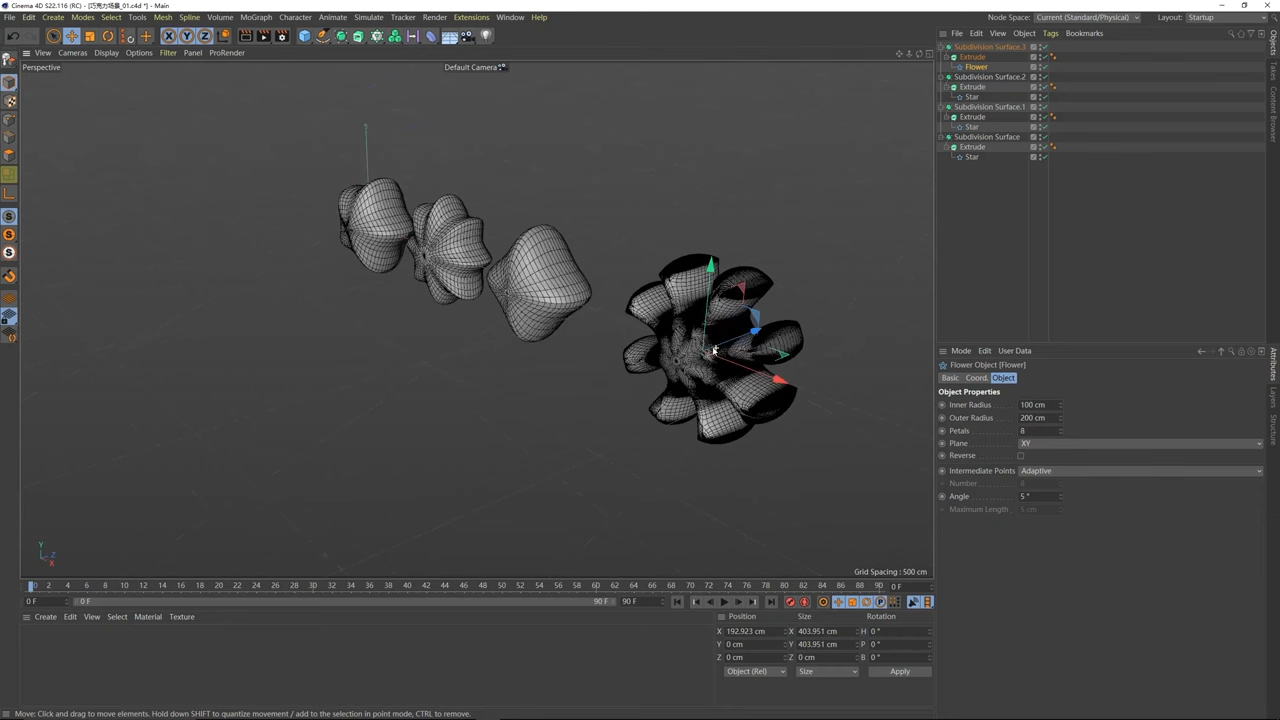 Cinema 4D S22.116 (RC) - [巧克力场景_01.c4d *] - Main
File Edit Create Modes Select Tools Mesh Spline Volume MoGraph Character Animate Simulate Tracker Render Extensions Window Help
Node Space: Current (Standard/Physical) Layout: Startup
View Cameras Display Options Filter Panel ProRender
File Edit View Object Tags Bookmarks
Perspective
Default Camera
Subdivision Surface.3
Extrude
Flower
Subdivision Surface.2
Extrude
Star
Subdivision Surface.1
Extrude
Star
Subdivision Surface
Extrude
Star
Objects
Takes
Content Browser
Mode Edit User Data
Flower Object [Flower]
Basic Coord. Object
Object Properties
Inner Radius 100 cm
Outer Radius 200 cm
Petals 8
Plane XY
Reverse
Intermediate Points Adaptive
Number 8
Angle 5 °
Maximum Length 5 cm
Attributes
Layers
Structure
Y
Z
X
Grid Spacing : 500 cm
0 2 4 6 8 10 12 14 16 18 20 22 24 26 28 30 32 34 36 38 40 42 44 46 48 50 52 54 56 58 60 62 64 66 68 70 72 74 76 78 80 82 84 86 88 90 0 F
0 F 0 F 90 F 90 F
Create Edit View Select Material Texture
Position Size Rotation
X 192.923 cm X 403.951 cm H 0 °
Y 0 cm Y 403.951 cm P 0 °
Z 0 cm Z 0 cm B 0 °
Object (Rel) Size Apply
Move: Click and drag to move elements. Hold down SHIFT to quantize movement / add to the selection in point mode, CTRL to remove.